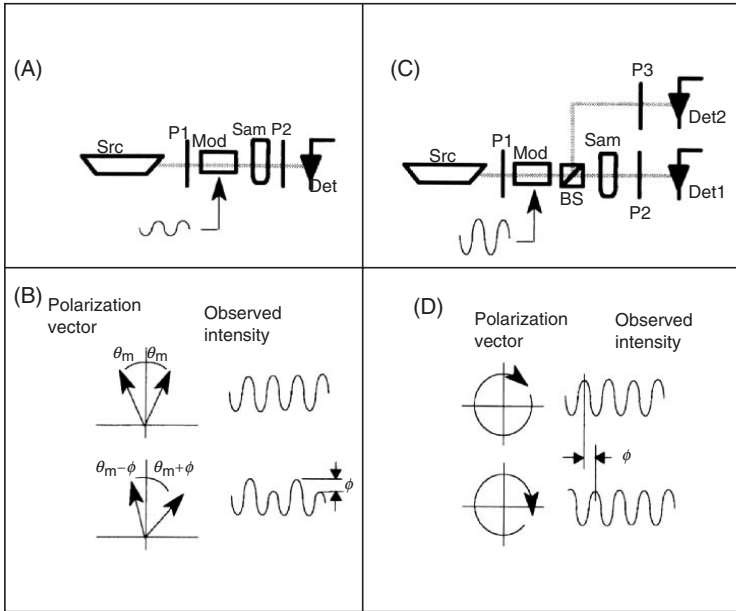 (A)
Src
P1
Mod
Sam
P2
Det
(C)
Src
P1
Mod
BS
Sam
P3
Det2
P2
Det1
(B)
Polarization
vector
Observed
intensity
θm θm
θm–ϕ θm+ϕ
ϕ
(D)
Polarization
vector
Observed
intensity
ϕ